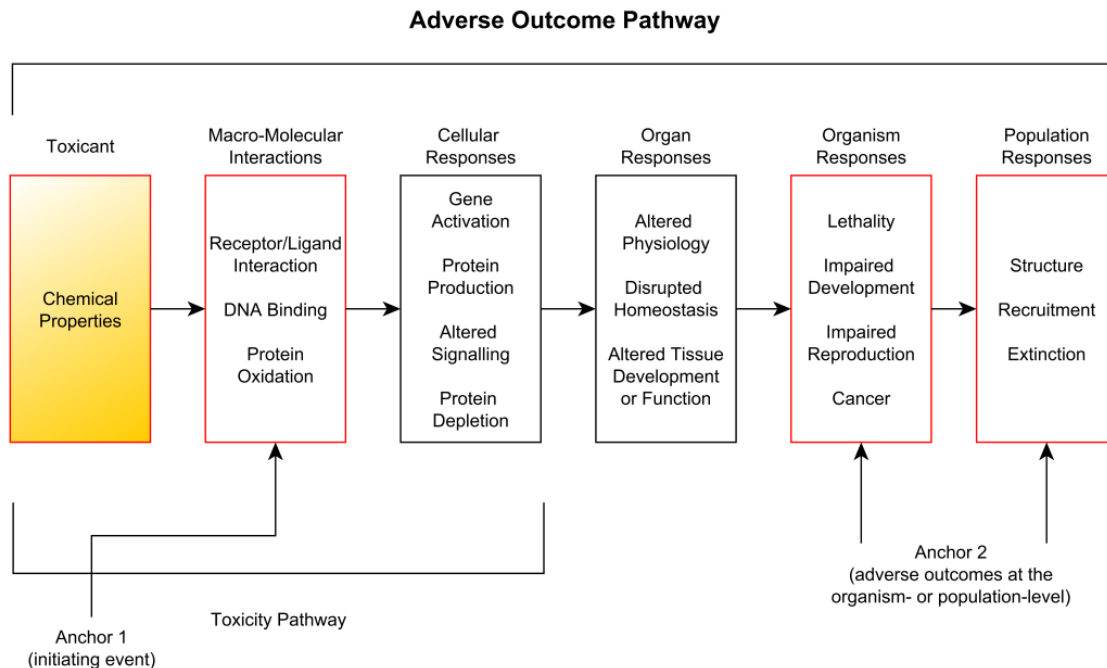 Adverse Outcome Pathway
Toxicant
Macro-Molecular
Interactions
Cellular
Responses
Organ
Responses
Organism
Responses
Population
Responses
Chemical
Properties
Receptor/Ligand
Interaction
DNA Binding
Protein
Oxidation
Gene
Activation
Protein
Production
Altered
Signalling
Protein
Depletion
Altered
Physiology
Disrupted
Homeostasis
Altered Tissue
Development
or Function
Lethality
Impaired
Development
Impaired
Reproduction
Cancer
Structure
Recruitment
Extinction
Toxicity Pathway
Anchor 1
(initiating event)
Anchor 2
(adverse outcomes at the
organism- or population-level)